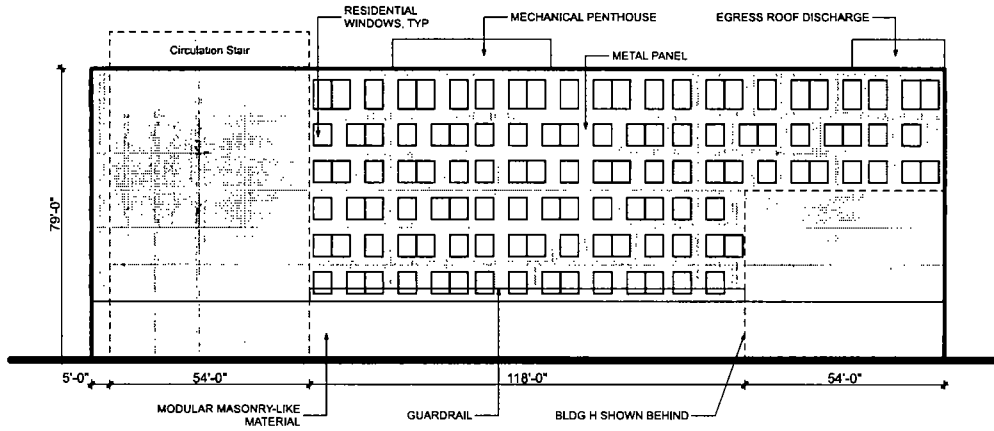 RESIDENTIAL
WINDOWS, TYP
MECHANICAL PENTHOUSE
EGRESS ROOF DISCHARGE
Circulation Stair
METAL PANEL
79'-0"
5'-0"
54'-0"
118'-0"
54'-0"
MODULAR MASONRY-LIKE
MATERIAL
GUARDRAIL
BLDG H SHOWN BEHIND